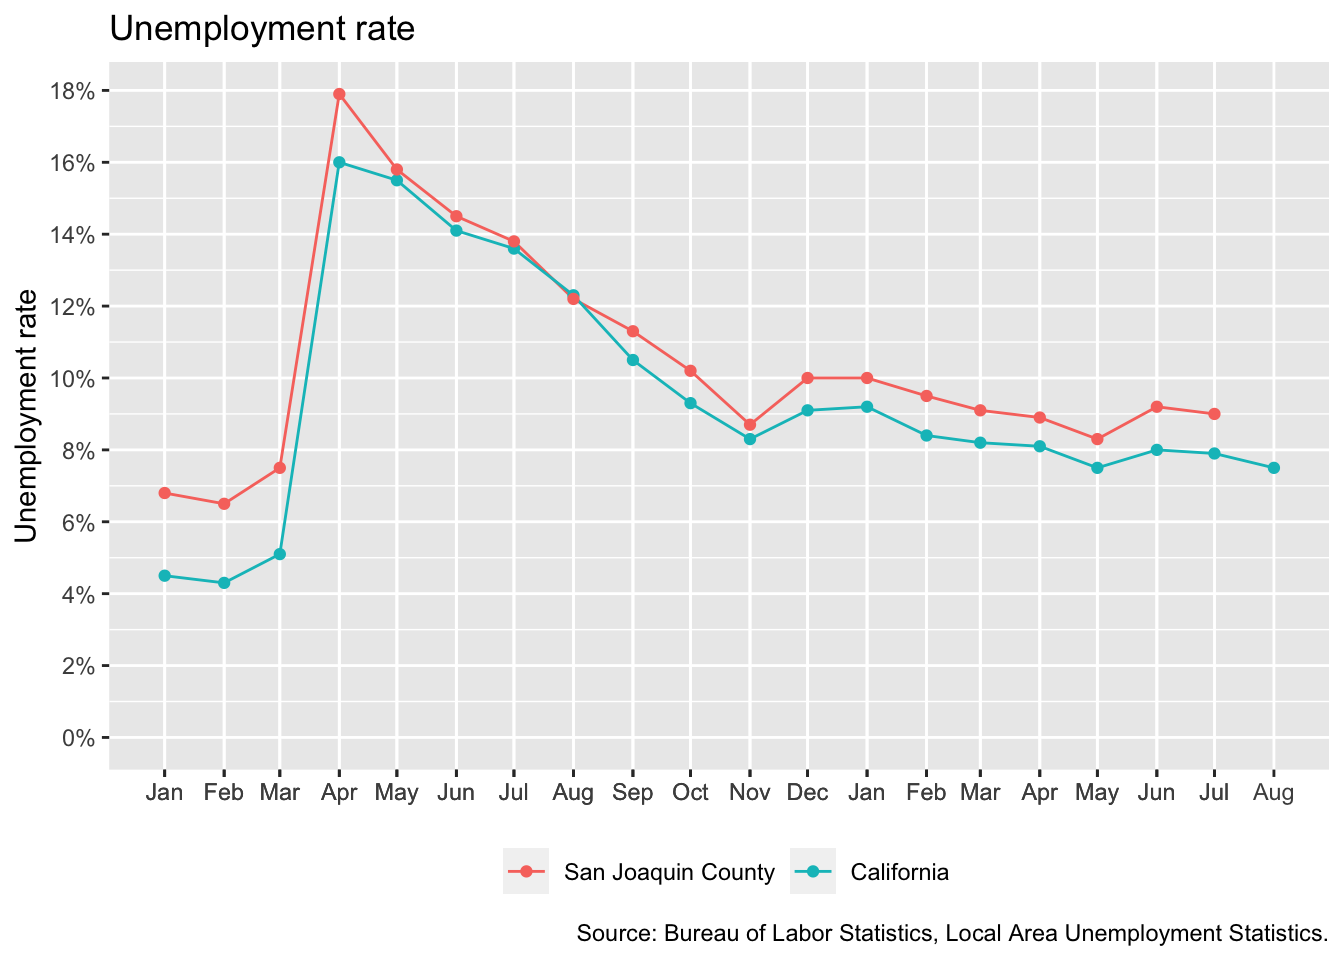 Unemployment rate
18%
16%
14%
12%
10%
8%
6%
4%
2%
0%
Unemployment rate
Jan Feb Mar Apr May Jun Jul Aug Sep Oct Nov Dec Jan Feb Mar Apr May Jun Jul Aug
San Joaquin County California
Source: Bureau of Labor Statistics, Local Area Unemployment Statistics.